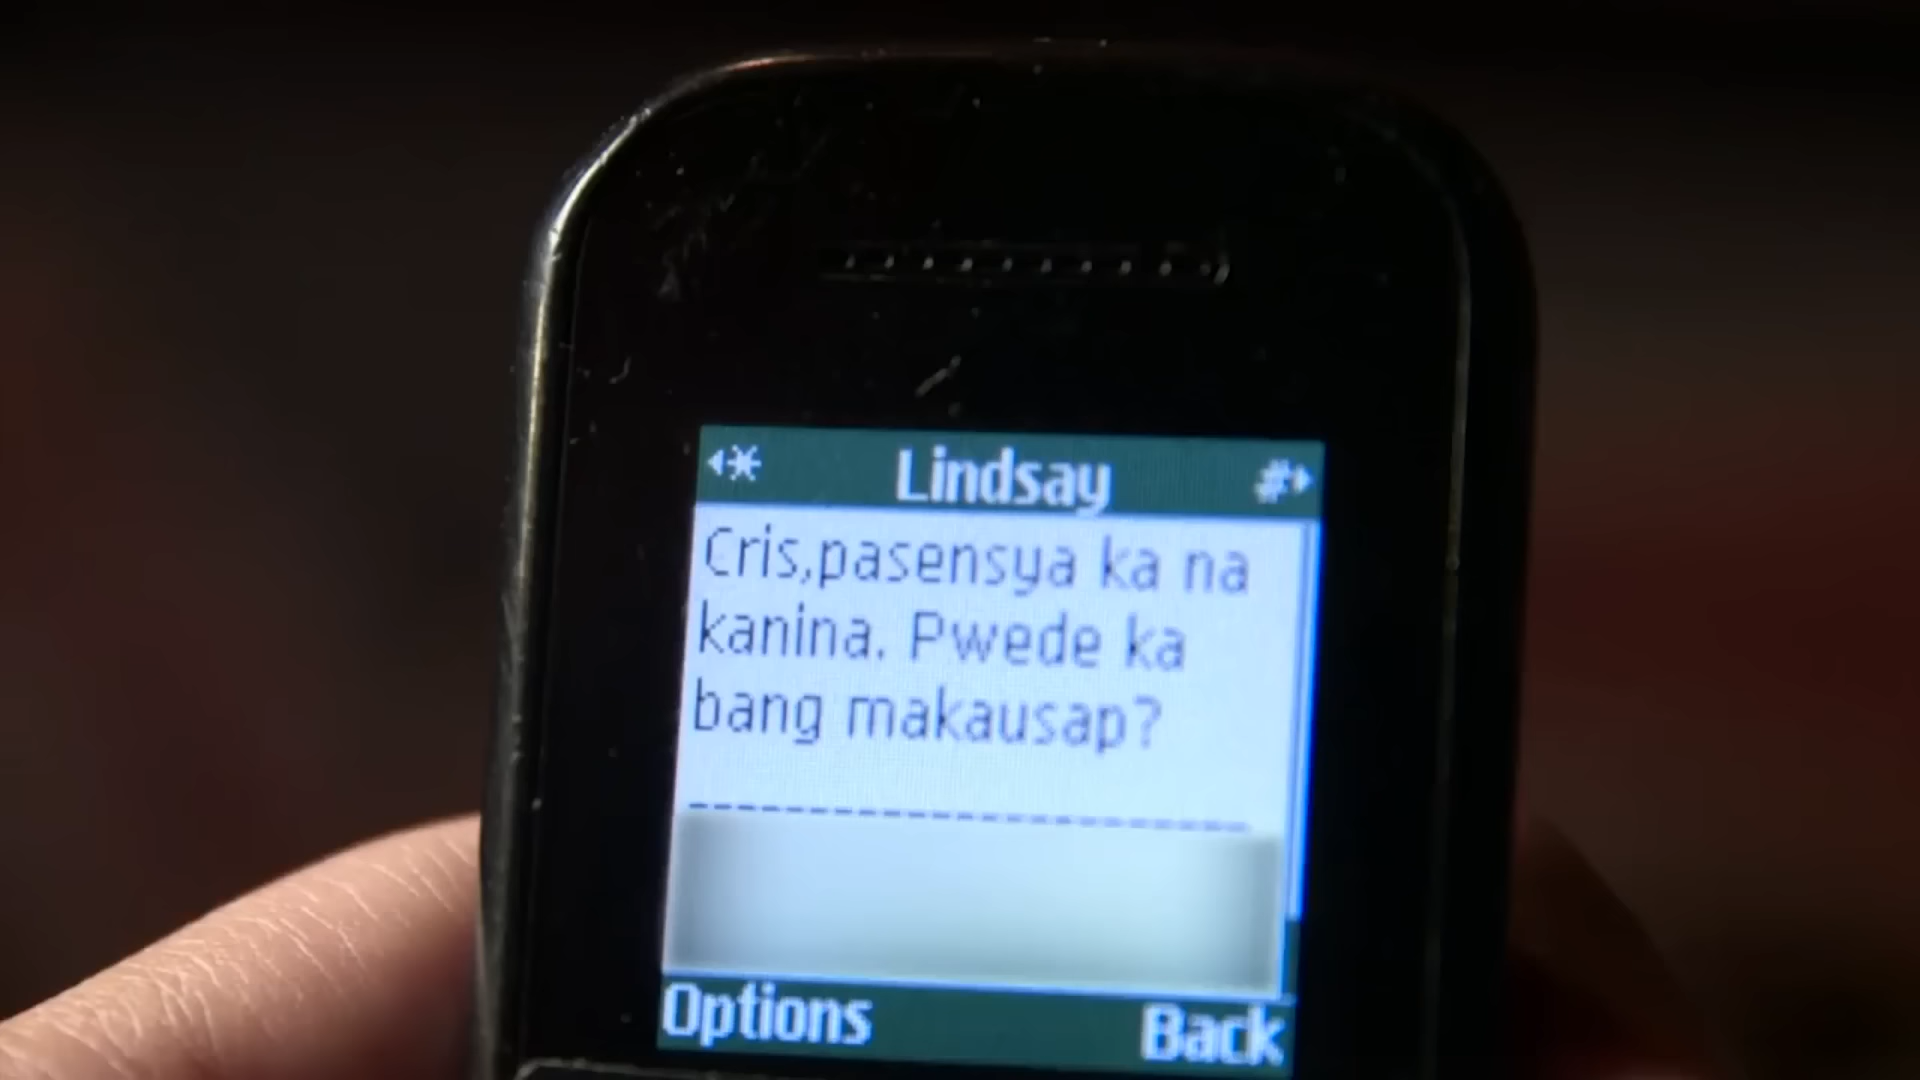 Lindsay
Cris,pasensya ka na
kanina. Pwede ka
bang makausap?
Options Back